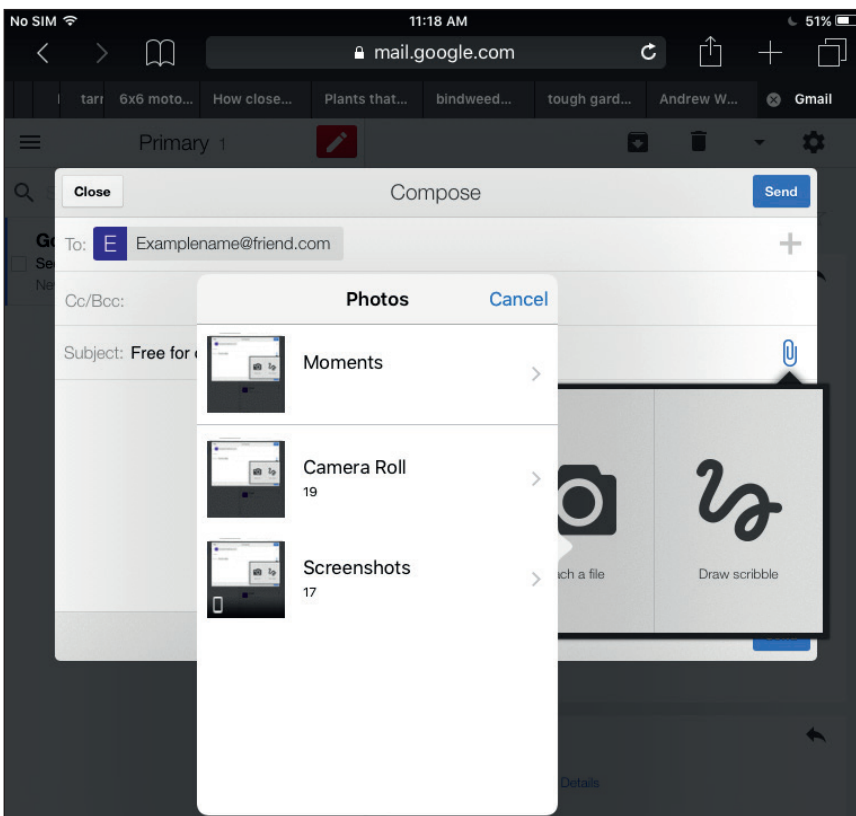 No SIM 11:18 AM 51%
mail.google.com
tarr 6x6 moto... How close... Plants that... bindweed... tough gard... Andrew W... Gmail
Primary 1
Close Compose Send
To: E Examplename@friend.com
Cc/Bcc:
Subject: Free for
Photos Cancel
Moments
Camera Roll
19
Screenshots
17
ach a file Draw scribble
Details